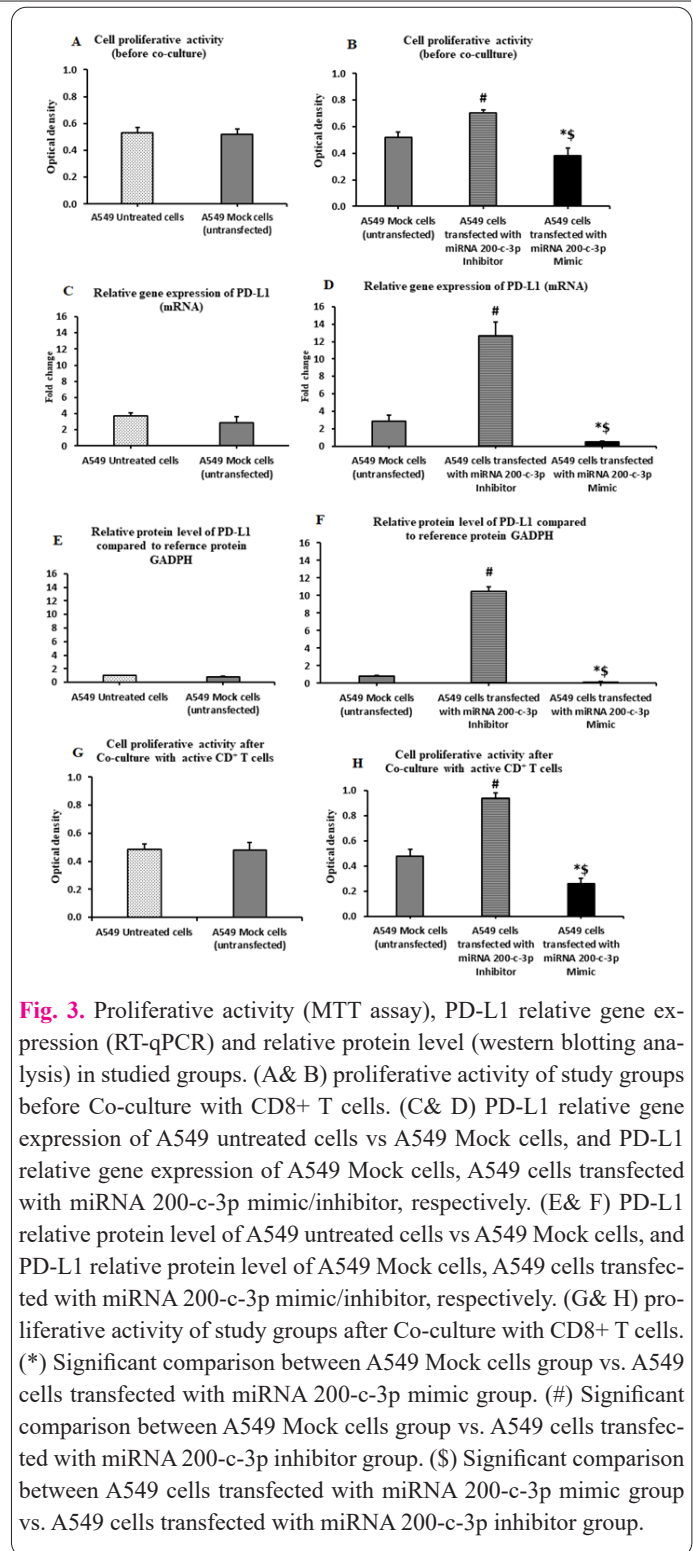 A
Cell proliferative activity
(before co-culture)
Optical density
1.0
0.8
0.6
0.4
0.2
0.0
A549 Untreated cells
A549 Mock cells
(untransfected)
B
Cell proliferative activity
(before co-cullture)
Optical density
1.0
0.8
0.6
0.4
0.2
0.0
#
*$
A549 Mock cells
(untransfected)
A549 cells
transfected with
miRNA 200-c-3p
Inhibitor
A549 cells
transfected with
miRNA 200-c-3p
Mimic
C
Relative gene expression of PD-L1
(mRNA)
Fold change
16
14
12
10
8
6
4
2
0
A549 Untreated cells
A549 Mock cells
(untransfected)
D
Relative gene expression of PD-L1 (mRNA)
16
14
12
10
8
6
4
2
0
#
*$
A549 Mock cells
(untransfected)
A549 cells transfected
with miRNA 200-c-3p
Inhibitor
A549 cells transfected
with miRNA 200-c-3p
Mimic
E
Relative protein level of PD-L1
compared to refernce protein
GADPH
16
14
12
10
8
6
4
2
0
A549 Untreated cells
A549 Mock cells
(untransfected)
F
Relative protein level of PD-L1 compared
to reference protein GADPH
16
14
12
10
8
6
4
2
0
#
*$
A549 Mock cells
(untransfected)
A549 cells transfected
with miRNA 200-c-3p
Inhibitor
A549 cells transfected
with miRNA 200-c-3p
Mimic
G
Cell proliferative activity after
Co-culture with active CD⁺ T cells
Optical density
1.0
0.8
0.6
0.4
0.2
0.0
A549 Untreated cells
A549 Mock cells
(untransfected)
H
Cell proliferative activity after
Co-culture with active CD⁺ T cells
Optical density
1.0
0.8
0.6
0.4
0.2
0.0
#
*$
A549 Mock cells
(untransfected)
A549 cells
transfected with
miRNA 200-c-3p
Inhibitor
A549 cells
transfected with
miRNA 200-c-3p
Mimic
Fig. 3. Proliferative activity (MTT assay), PD-L1 relative gene ex-
pression (RT-qPCR) and relative protein level (western blotting ana-
lysis) in studied groups. (A& B) proliferative activity of study groups
before Co-culture with CD8+ T cells. (C& D) PD-L1 relative gene
expression of A549 untreated cells vs A549 Mock cells, and PD-L1
relative gene expression of A549 Mock cells, A549 cells transfected
with miRNA 200-c-3p mimic/inhibitor, respectively. (E& F) PD-L1
relative protein level of A549 untreated cells vs A549 Mock cells, and
PD-L1 relative protein level of A549 Mock cells, A549 cells transfec-
ted with miRNA 200-c-3p mimic/inhibitor, respectively. (G& H) pro-
liferative activity of study groups after Co-culture with CD8+ T cells.
(*) Significant comparison between A549 Mock cells group vs. A549
cells transfected with miRNA 200-c-3p mimic group. (#) Significant
comparison between A549 Mock cells group vs. A549 cells transfec-
ted with miRNA 200-c-3p inhibitor group. ($) Significant comparison
between A549 cells transfected with miRNA 200-c-3p mimic group
vs. A549 cells transfected with miRNA 200-c-3p inhibitor group.